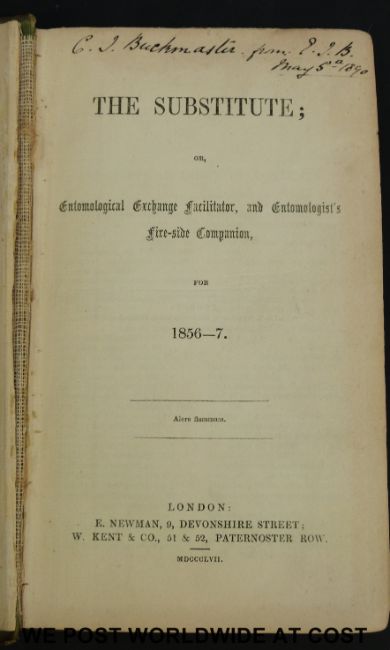 C. J. Buckmaster. from E. J. B.
May 5th 1890
THE SUBSTITUTE;
OR,
Entomological Exchange Facilitator, and Entomologist's
Fire-side Companion,
FOR
1856—7.
Alere flammam.
LONDON:
E. NEWMAN, 9, DEVONSHIRE STREET;
W. KENT & CO., 51 & 52, PATERNOSTER ROW.
MDCCCLVII.
WE POST WORLDWIDE AT COST